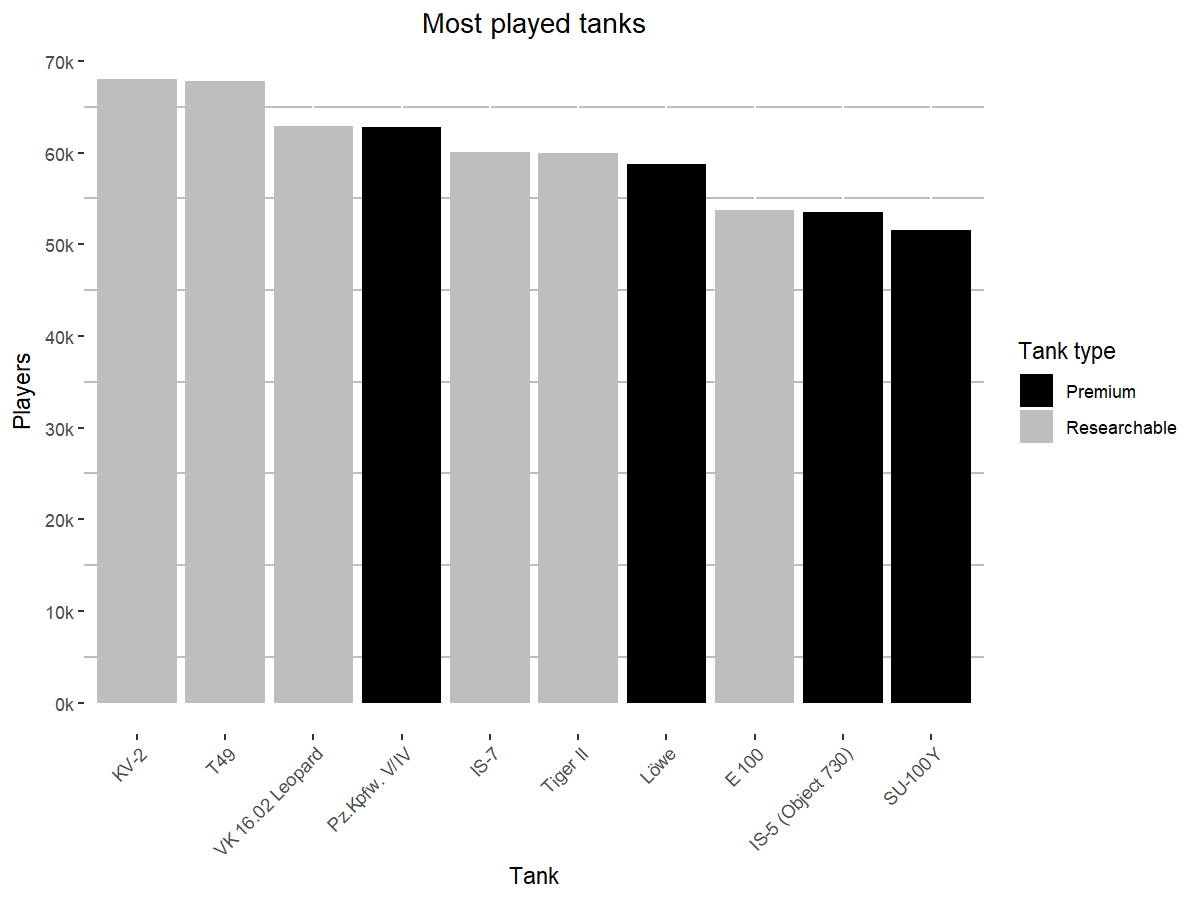 Most played tanks
70k
60k
50k
40k
30k
20k
10k
0k
Players
KV-2
T49
VK 16.02 Leopard
Pz.Kpfw. V/IV
IS-7
Tiger II
Löwe
E 100
IS-5 (Object 730)
SU-100Y
Tank
Tank type
Premium
Researchable